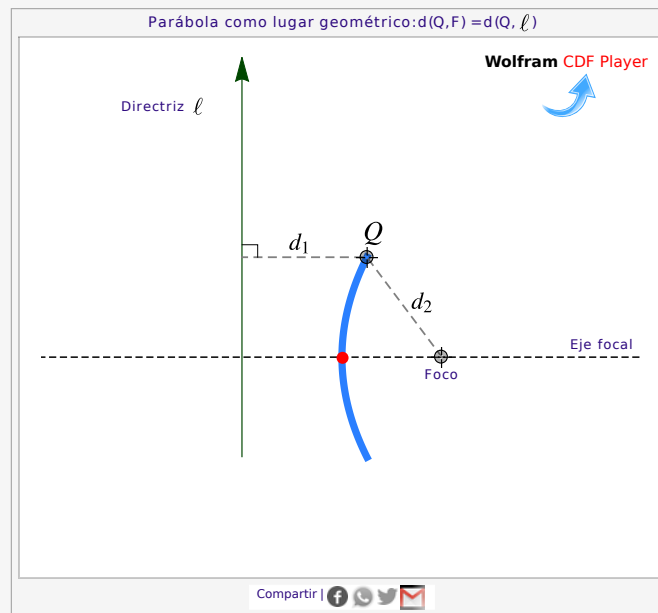 Parábola como lugar geométrico:d(Q,F) =d(Q, ℓ)
Wolfram CDF Player
Directriz ℓ
Q
d1
d2
Eje focal
Foco
Compartir |